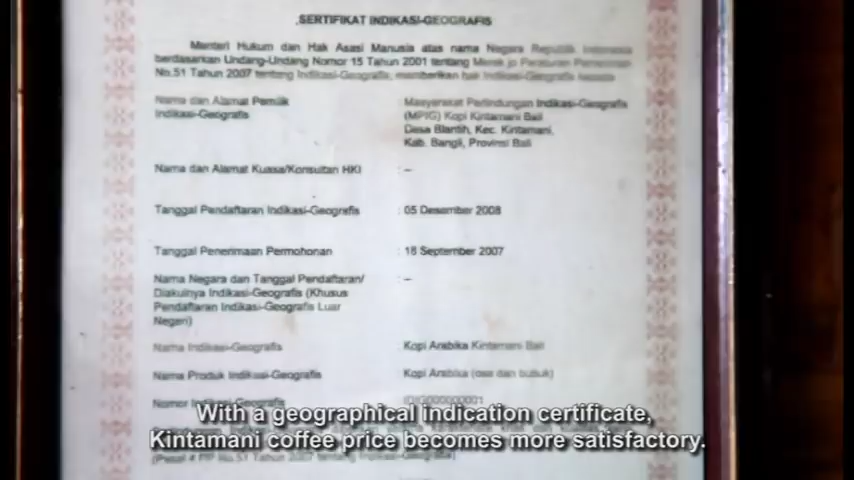 SERTIFIKAT INDIKASI-GEOGRAFIS
Menteri Hukum dan Hak Asasi Manusia atas nama Negara Republik Indonesia
berdasarkan Undang-Undang Nomor 15 Tahun 2001 tentang Merek jo Peraturan Pemerintah
No.51 Tahun 2007 tentang Indikasi-Geografis, memberikan hak Indikasi-Geografis kepada
Nama dan Alamat Pemilik
Indikasi-Geografis
: Masyarakat Perlindungan Indikasi-Geografis
(MPIG) Kopi Kintamani Bali
Desa Blantih, Kec. Kintamani,
Kab. Bangli, Provinsi Bali
Nama dan Alamat Kuasa/Konsultan HKI : –
Tanggal Pendaftaran Indikasi-Geografis : 05 Desember 2008
Tanggal Penerimaan Permohonan : 18 September 2007
Nama Negara dan Tanggal Pendaftaran/ : –
Diakuinya Indikasi-Geografis (Khusus
Pendaftaran Indikasi-Geografis Luar
Negeri)
Nama Indikasi-Geografis : Kopi Arabika Kintamani Bali
Nama Produk Indikasi-Geografis : Kopi Arabika (ose dan bubuk)
Nomor
With a geographical indication certificate,
Kintamani coffee price becomes more satisfactory.
No.51 Tahun 2007 tentang Indikasi-Geografis)